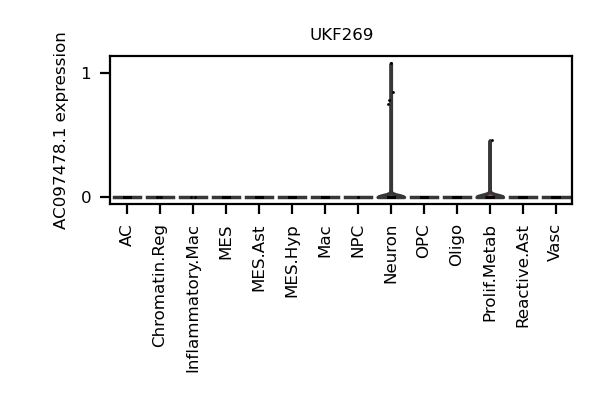 UKF269
AC097478.1 expression
1
0
AC
Chromatin.Reg
Inflammatory.Mac
MES
MES.Ast
MES.Hyp
Mac
NPC
Neuron
OPC
Oligo
Prolif.Metab
Reactive.Ast
Vasc